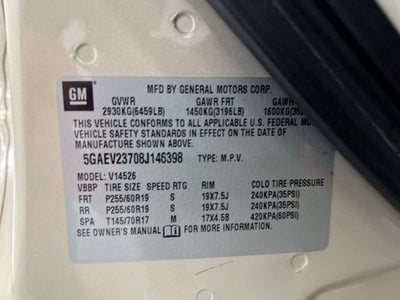 GM
MFD BY GENERAL MOTORS CORP.
GVWR GAWR FRT GAWR
2930KG(6459LB) 1450KG(3196LB) 1600KG(352
THIS VEHICLE CONFORMS TO ALL APPLICABLE U.S. FEDERAL
MOTOR VEHICLE SAFETY STANDARDS IN EFFECT ON THE DATE OF
MANUFACTURE SHOWN ABOVE.
5GAEV23708J146398 TYPE: M.P.V.
MODEL: V14526
VBBP TIRE SIZE SPEED RTG RIM COLD TIRE PRESSURE
FRT P255/60R19 S 19X7.5J 240KPA(35PSI)
RR P255/60R19 S 19X7.5J 240KPA(35PSI)
SPA T145/70R17 M 17X4.5B 420KPA(60PSI)
SEE OWNER'S MANUAL FOR MORE INFORMATION